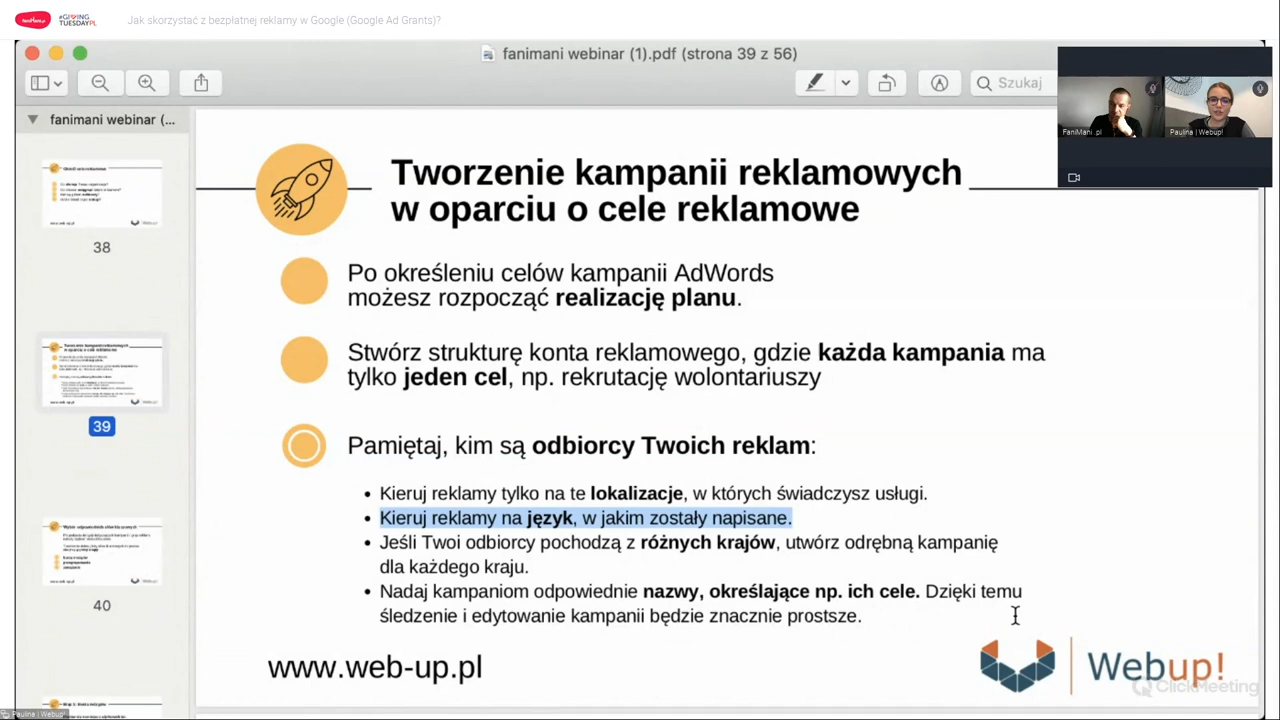 FaniMani.pl
#GIVING
TUESDAYPL
Jak skorzystać z bezpłatnej reklamy w Google (Google Ad Grants)?
fanimani webinar (1).pdf (strona 39 z 56)
Szukaj
fanimani webinar (...
FaniMani .pl
Paulina | Webup!
38
39
40
Tworzenie kampanii reklamowych
w oparciu o cele reklamowe
Po określeniu celów kampanii AdWords
możesz rozpocząć realizację planu.
Stwórz strukturę konta reklamowego, gdzie każda kampania ma
tylko jeden cel, np. rekrutację wolontariuszy
Pamiętaj, kim są odbiorcy Twoich reklam:
• Kieruj reklamy tylko na te lokalizacje, w których świadczysz usługi.
• Kieruj reklamy na język, w jakim zostały napisane.
• Jeśli Twoi odbiorcy pochodzą z różnych krajów, utwórz odrębną kampanię
dla każdego kraju.
• Nadaj kampaniom odpowiednie nazwy, określające np. ich cele. Dzięki temu
śledzenie i edytowanie kampanii będzie znacznie prostsze.
www.web-up.pl
Webup!
ClickMeeting
Paulina | Webup!